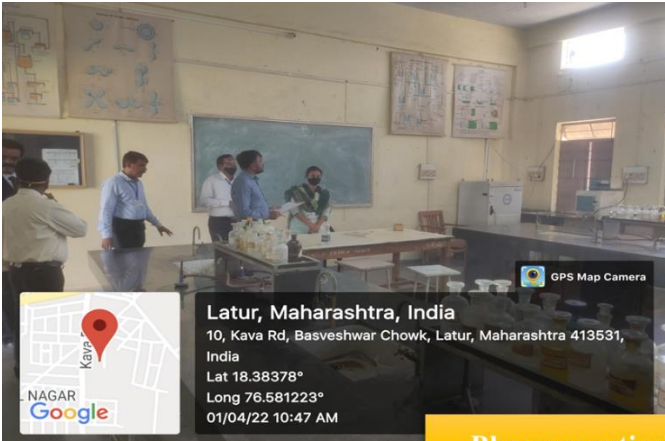 GPS Map Camera
Latur, Maharashtra, India
10, Kava Rd, Basveshwar Chowk, Latur, Maharashtra 413531,
India
Lat 18.38378°
Long 76.581223°
01/04/22 10:47 AM
Kava
NAGAR
Google